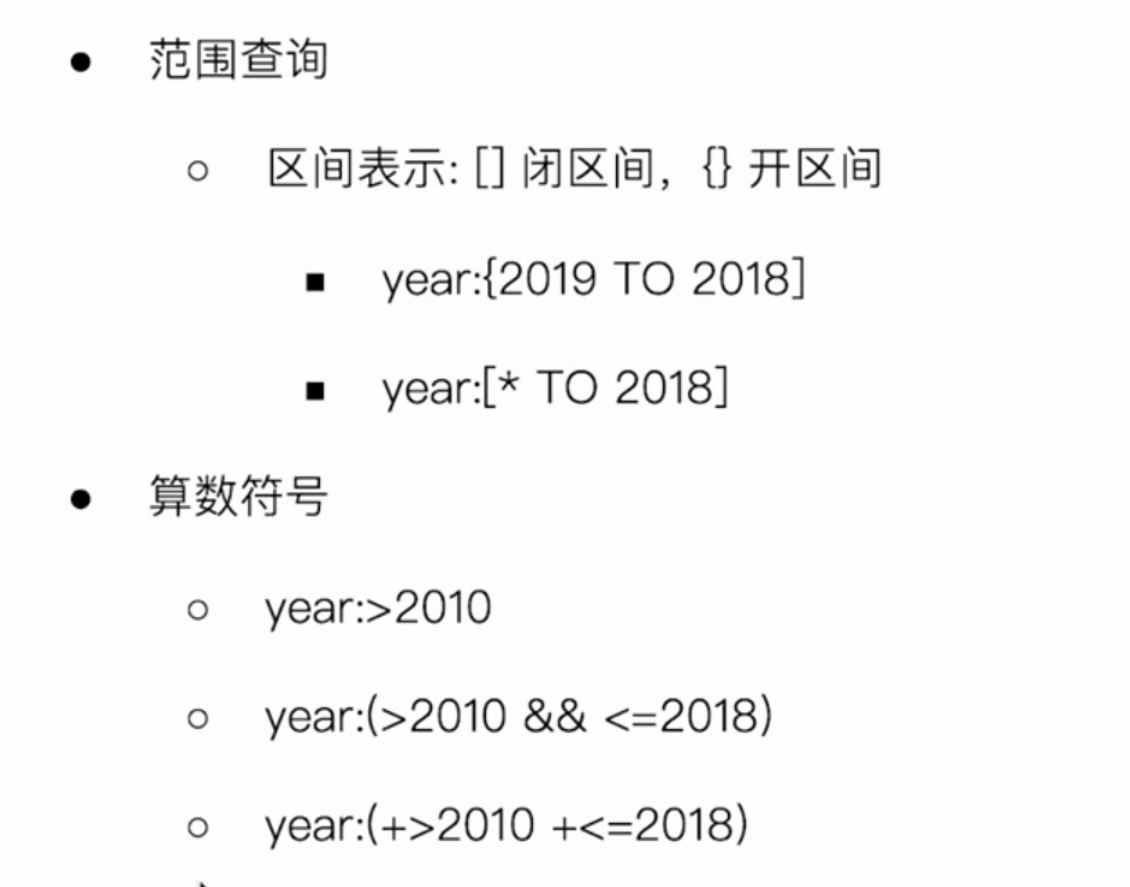 范围查询
区间表示: [] 闭区间，{} 开区间
year:{2019 TO 2018]
year:[* TO 2018]
算数符号
year:>2010
year:(>2010 && <=2018)
year:(+>2010 +<=2018)